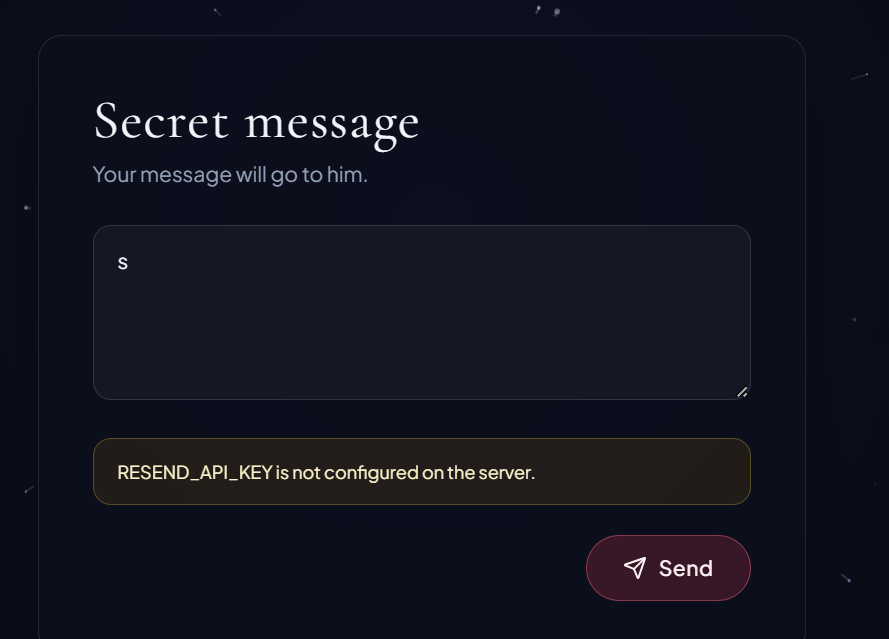 Secret message
Your message will go to him.
s
RESEND_API_KEY is not configured on the server.
Send